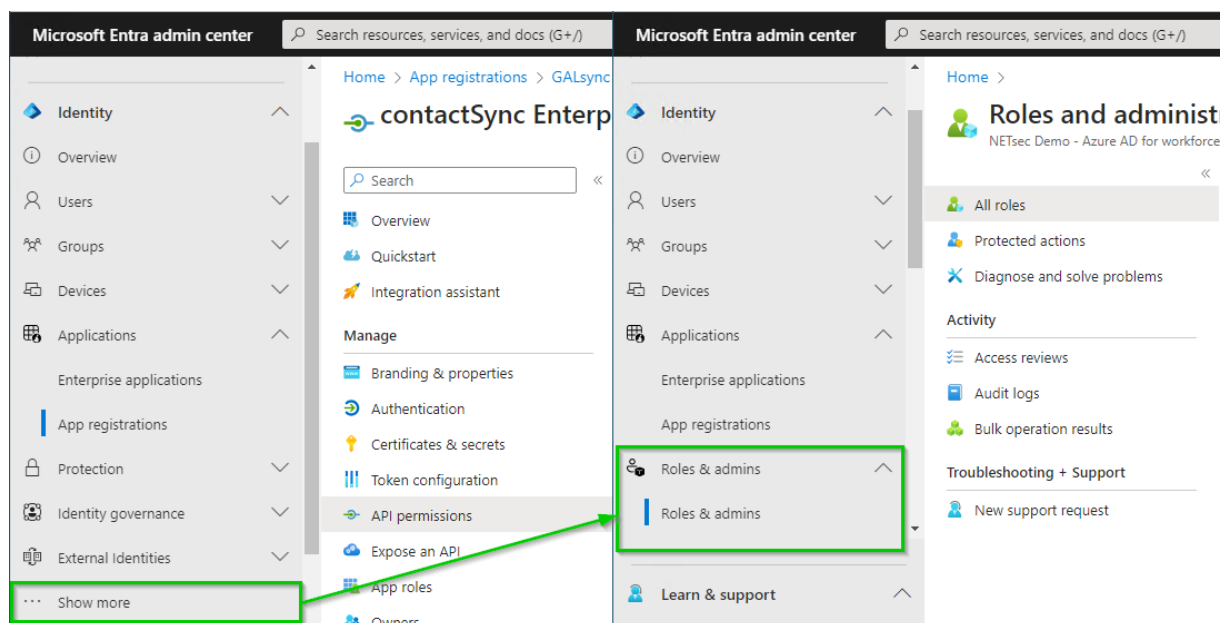 Microsoft Entra admin center
Search resources, services, and docs (G+/)
Identity
Overview
Users
Groups
Devices
Applications
Enterprise applications
App registrations
Protection
Identity governance
External Identities
··· Show more
Home > App registrations > GALsync
contactSync Enterp
Search
«
Overview
Quickstart
Integration assistant
Manage
Branding & properties
Authentication
Certificates & secrets
Token configuration
API permissions
Expose an API
App roles
Owners
Microsoft Entra admin center
Search resources, services, and docs (G+/)
Identity
Overview
Users
Groups
Devices
Applications
Enterprise applications
App registrations
Roles & admins
Roles & admins
Learn & support
Home >
Roles and administ
NETsec Demo - Azure AD for workforce
«
All roles
Protected actions
Diagnose and solve problems
Activity
Access reviews
Audit logs
Bulk operation results
Troubleshooting + Support
New support request